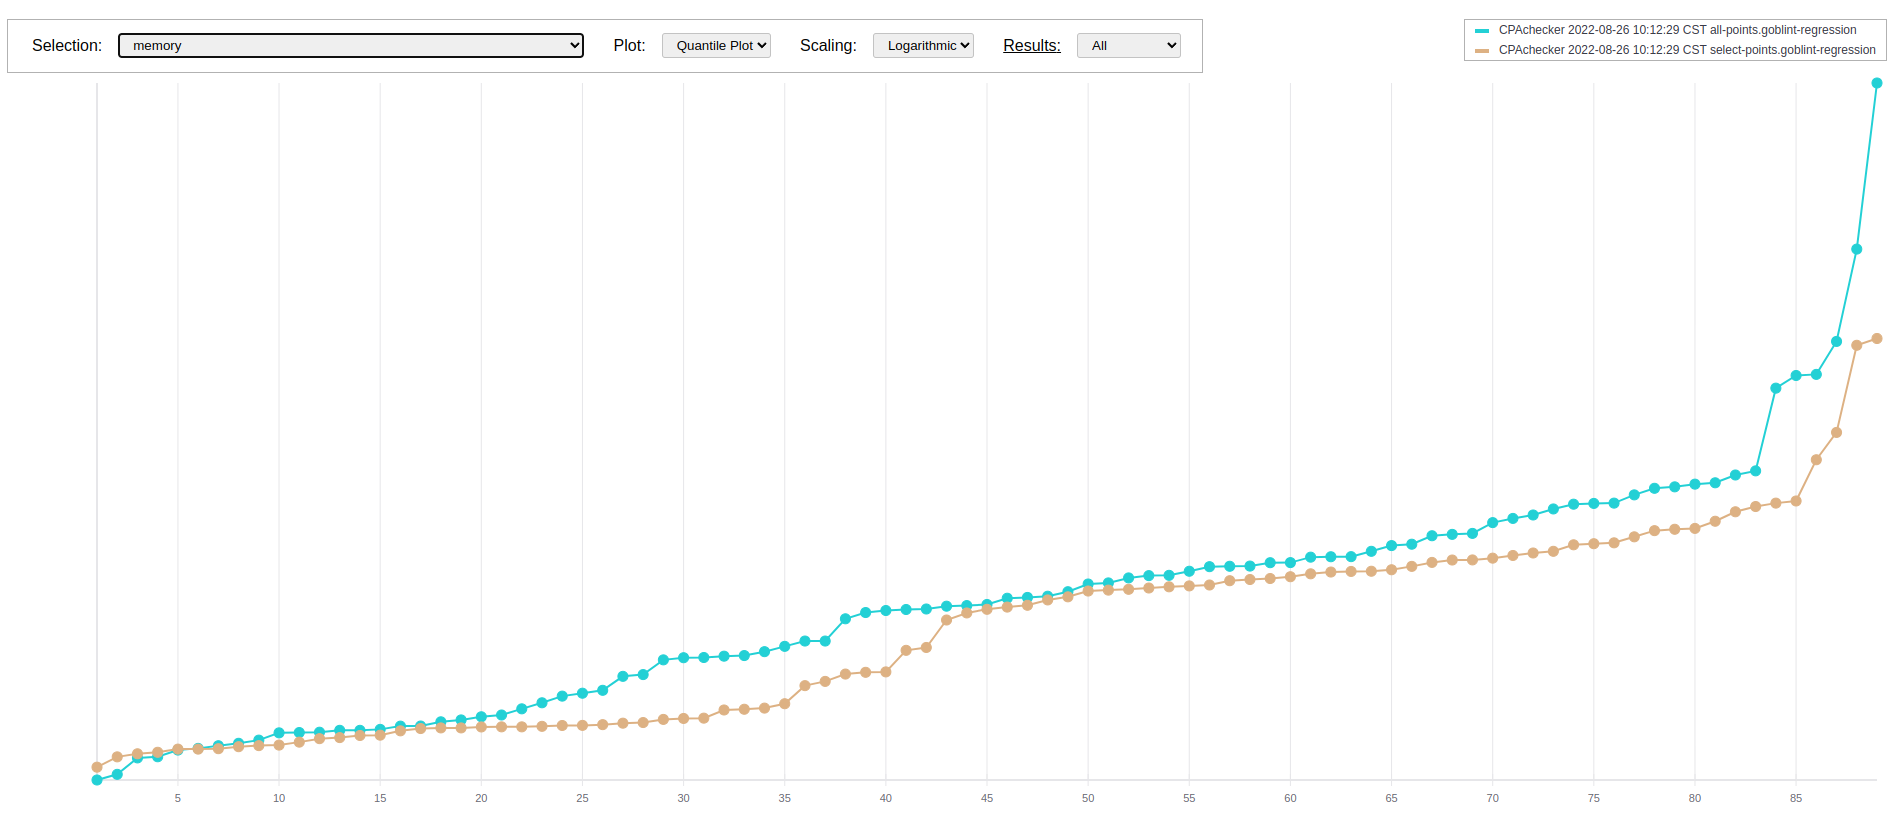 Selection: memory Plot: Quantile Plot Scaling: Logarithmic Results: All
CPAchecker 2022-08-26 10:12:29 CST all-points.goblint-regression
CPAchecker 2022-08-26 10:12:29 CST select-points.goblint-regression
5 10 15 20 25 30 35 40 45 50 55 60 65 70 75 80 85